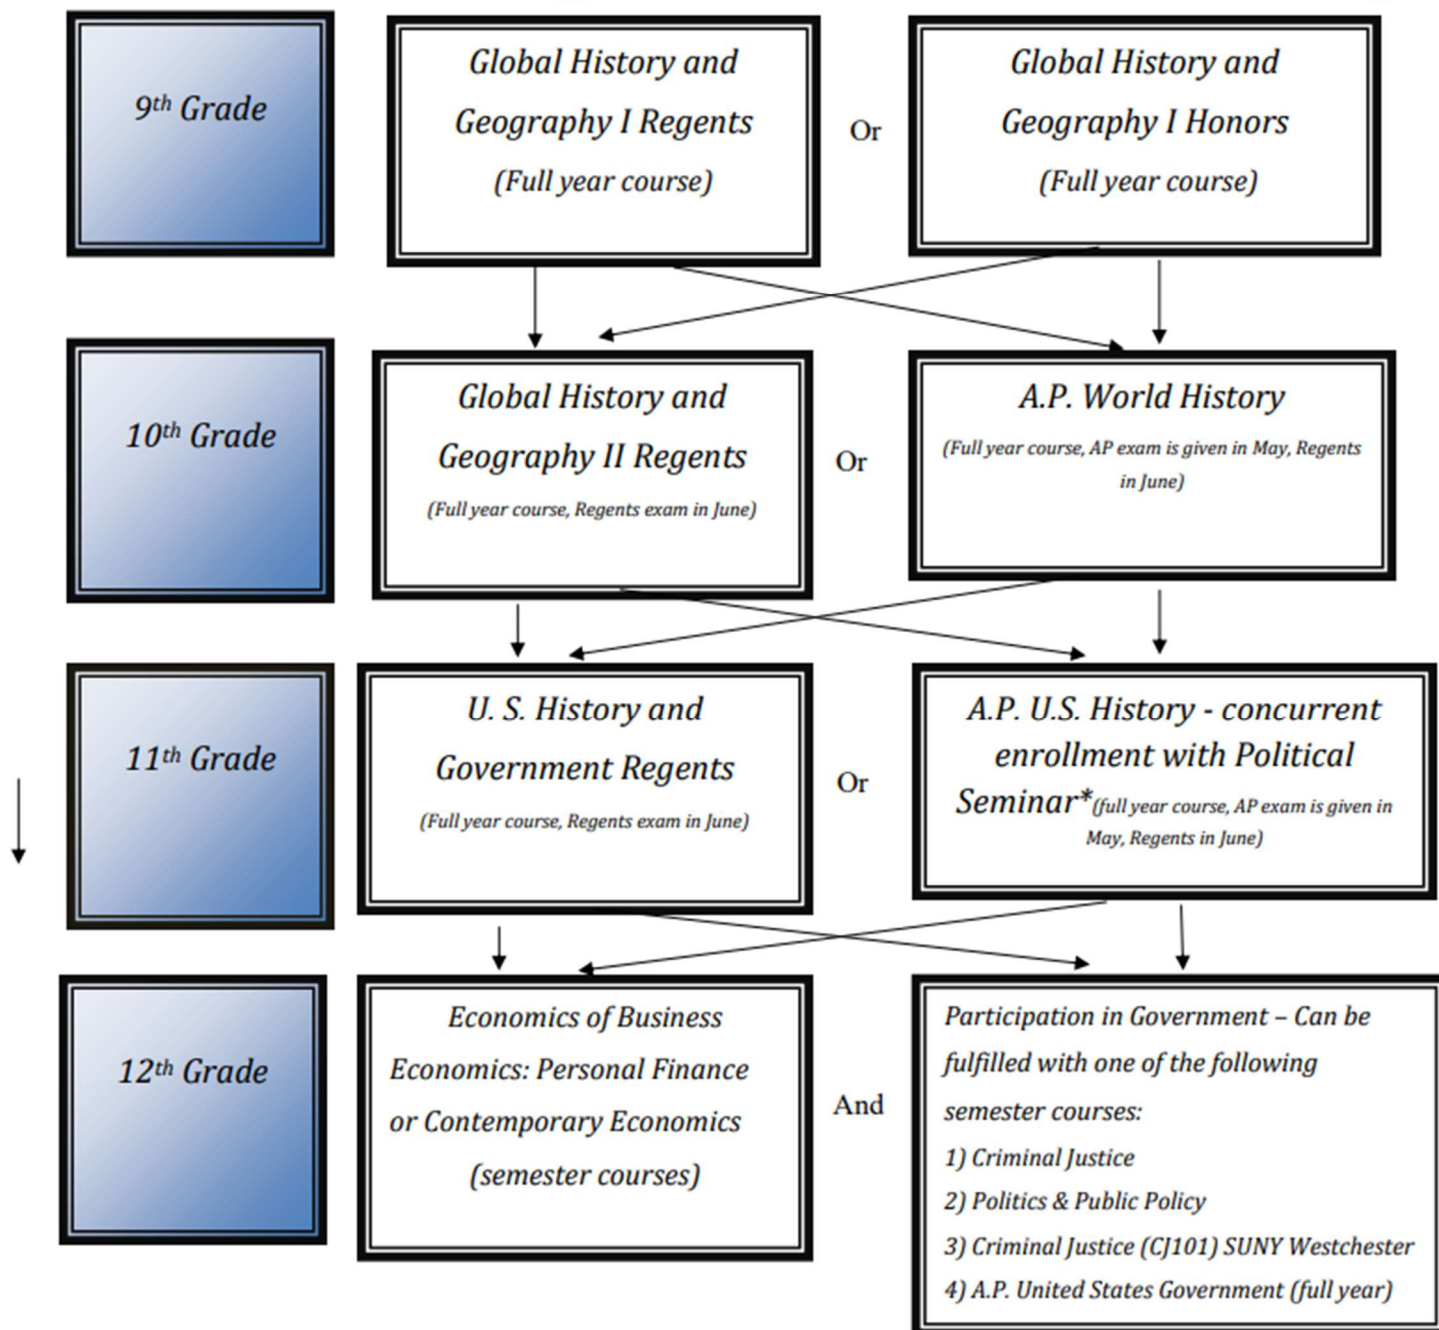 9th Grade
Global History and
Geography I Regents
(Full year course)
Or
Global History and
Geography I Honors
(Full year course)
10th Grade
Global History and
Geography II Regents
(Full year course, Regents exam in June)
Or
A.P. World History
(Full year course, AP exam is given in May, Regents
in June)
11th Grade
U. S. History and
Government Regents
(Full year course, Regents exam in June)
Or
A.P. U.S. History - concurrent
enrollment with Political
Seminar*(full year course, AP exam is given in
May, Regents in June)
12th Grade
Economics of Business
Economics: Personal Finance
or Contemporary Economics
(semester courses)
And
Participation in Government – Can be
fulfilled with one of the following
semester courses:
1) Criminal Justice
2) Politics & Public Policy
3) Criminal Justice (CJ101) SUNY Westchester
4) A.P. United States Government (full year)